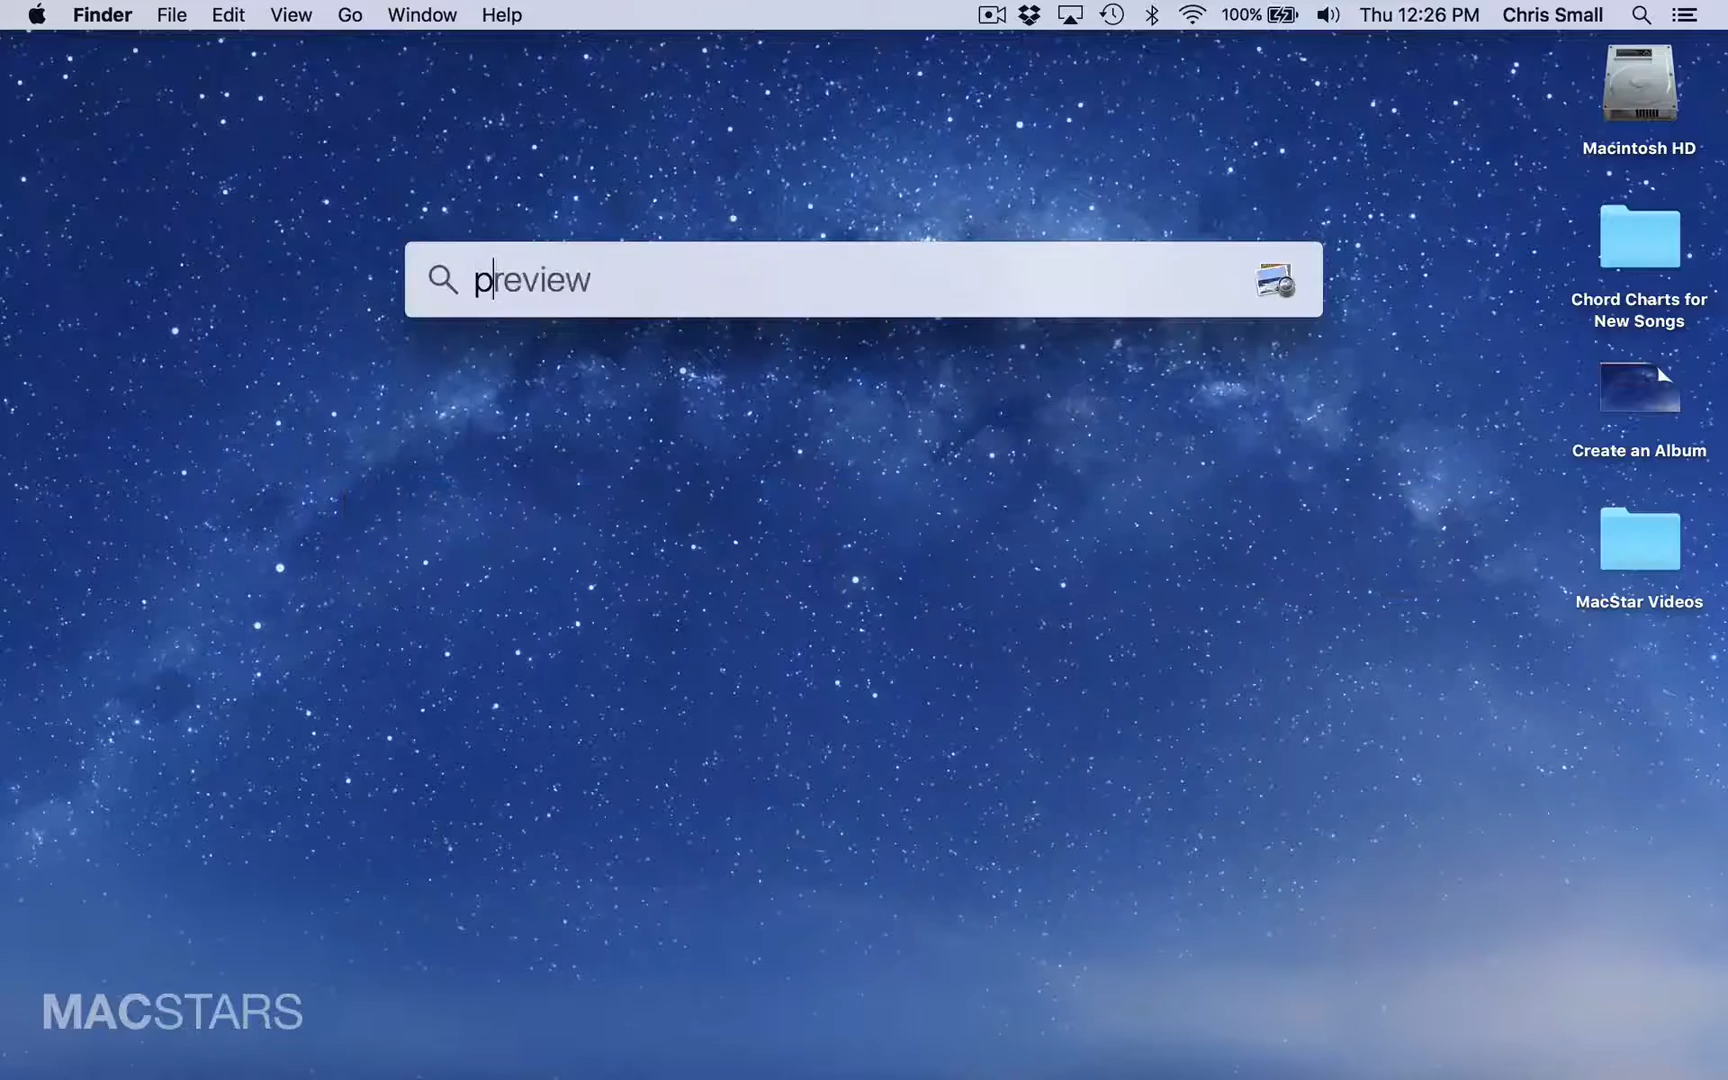 Finder File Edit View Go Window Help 100% Thu 12:26 PM Chris Small
Macintosh HD
preview
Chord Charts for
New Songs
Create an Album
MacStar Videos
MACSTARS